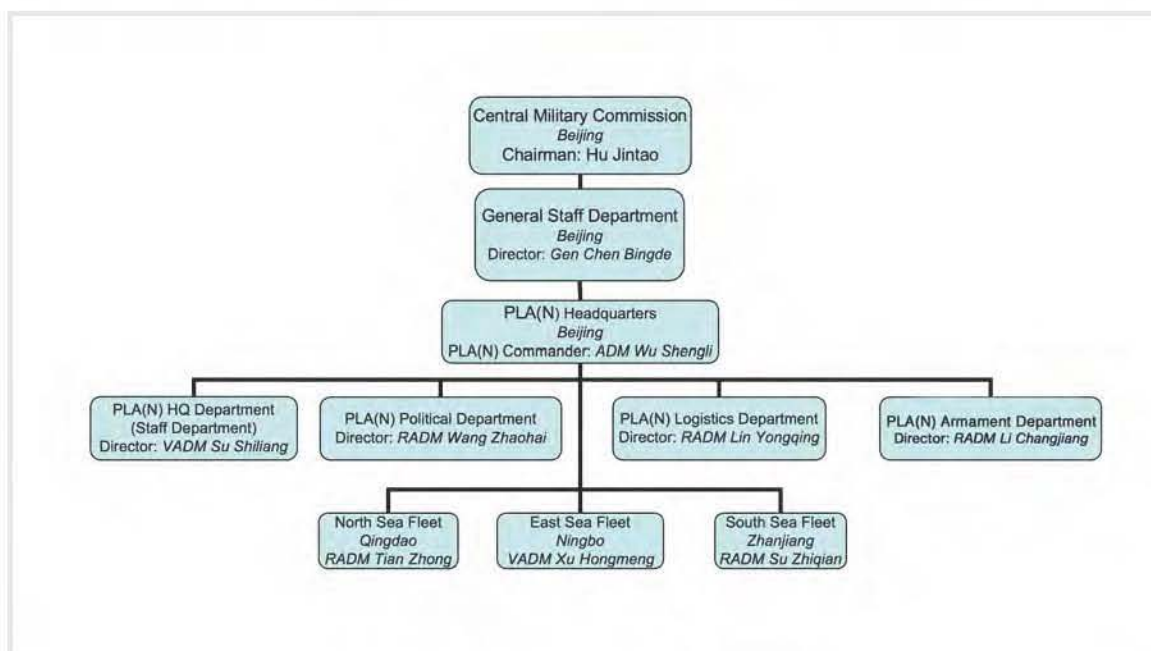 Central Military Commission
Beijing
Chairman: Hu Jintao
General Staff Department
Beijing
Director: Gen Chen Bingde
PLA(N) Headquarters
Beijing
PLA(N) Commander: ADM Wu Shengli
PLA(N) HQ Department
(Staff Department)
Director: VADM Su Shiliang
PLA(N) Political Department
Director: RADM Wang Zhaohai
PLA(N) Logistics Department
Director: RADM Lin Yongqing
PLA(N) Armament Department
Director: RADM Li Changjiang
North Sea Fleet
Qingdao
RADM Tian Zhong
East Sea Fleet
Ningbo
VADM Xu Hongmeng
South Sea Fleet
Zhanjiang
RADM Su Zhiqian